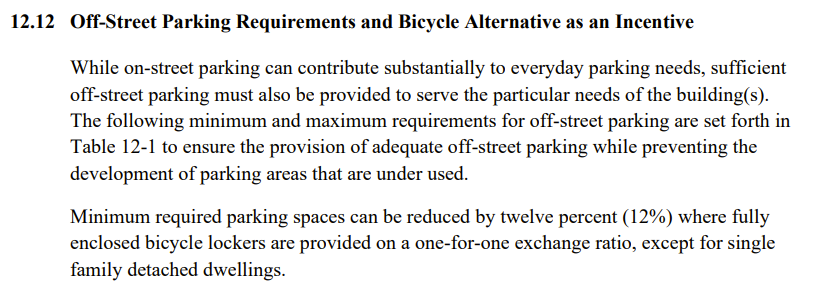 12.12 Off-Street Parking Requirements and Bicycle Alternative as an Incentive
While on-street parking can contribute substantially to everyday parking needs, sufficient
off-street parking must also be provided to serve the particular needs of the building(s).
The following minimum and maximum requirements for off-street parking are set forth in
Table 12-1 to ensure the provision of adequate off-street parking while preventing the
development of parking areas that are under used.
Minimum required parking spaces can be reduced by twelve percent (12%) where fully
enclosed bicycle lockers are provided on a one-for-one exchange ratio, except for single
family detached dwellings.